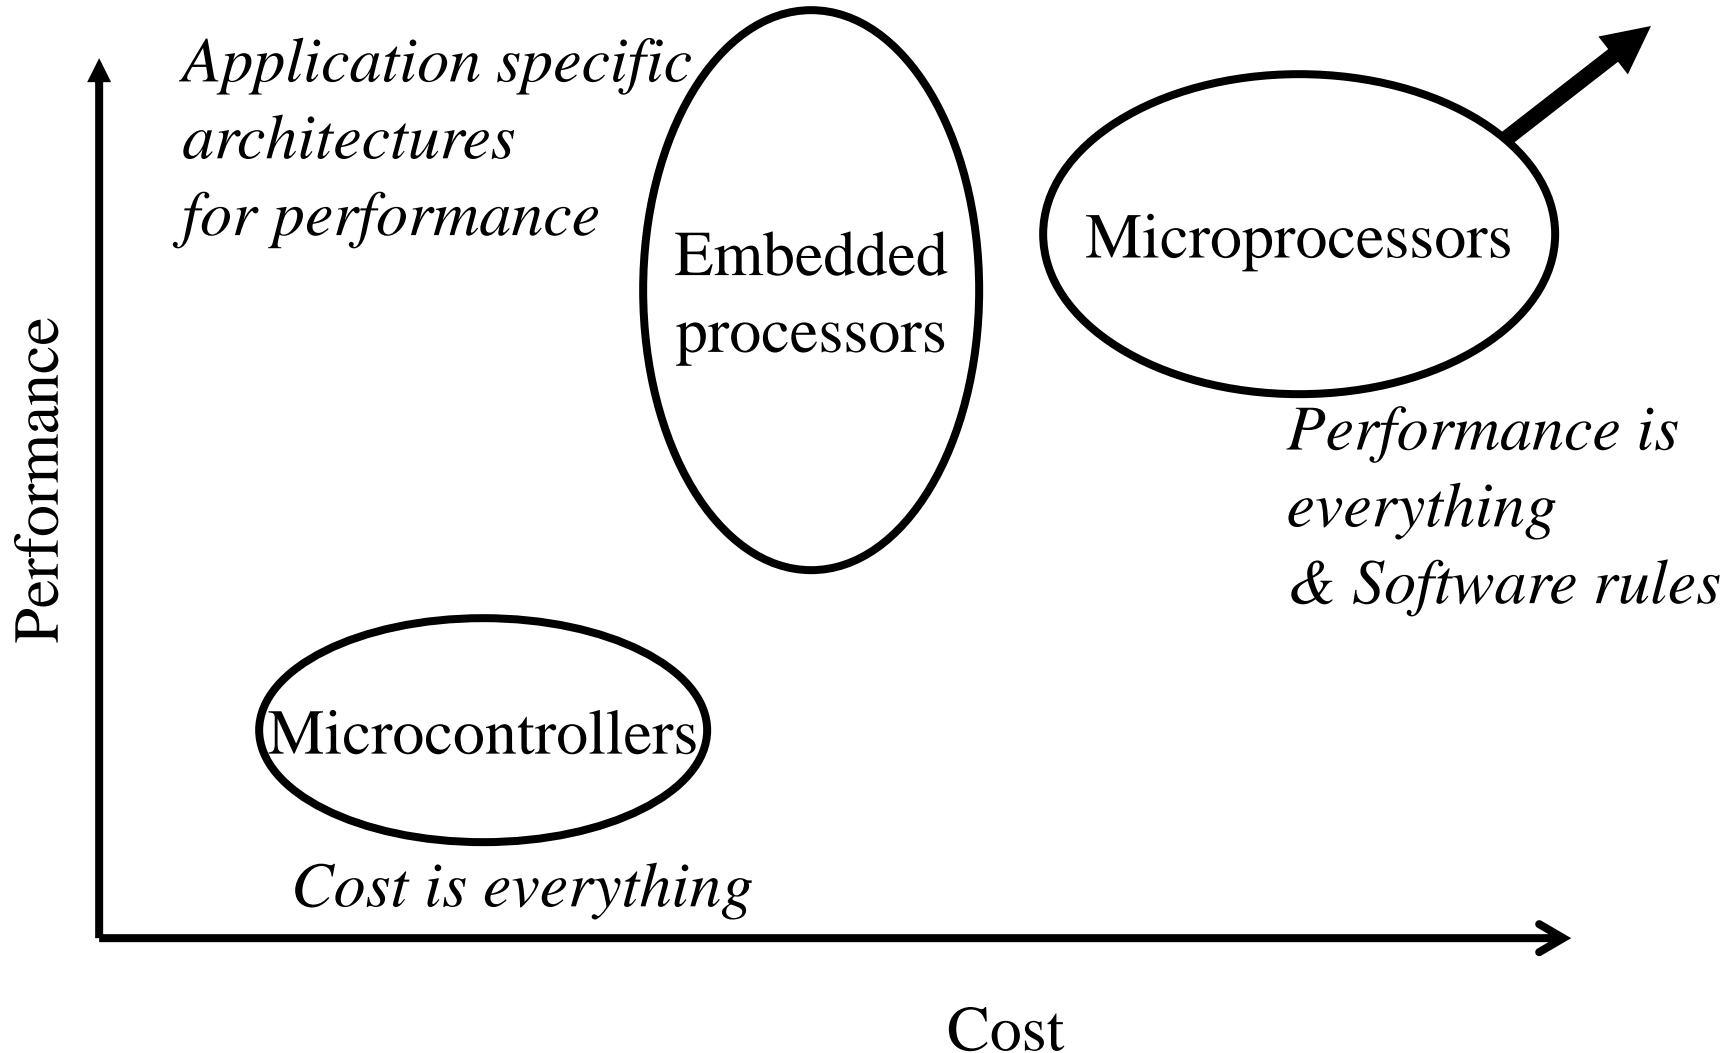 Application specific
architectures
for performance
Embedded
processors
Microprocessors
Performance is
everything
& Software rules
Performance
Microcontrollers
Cost is everything
Cost